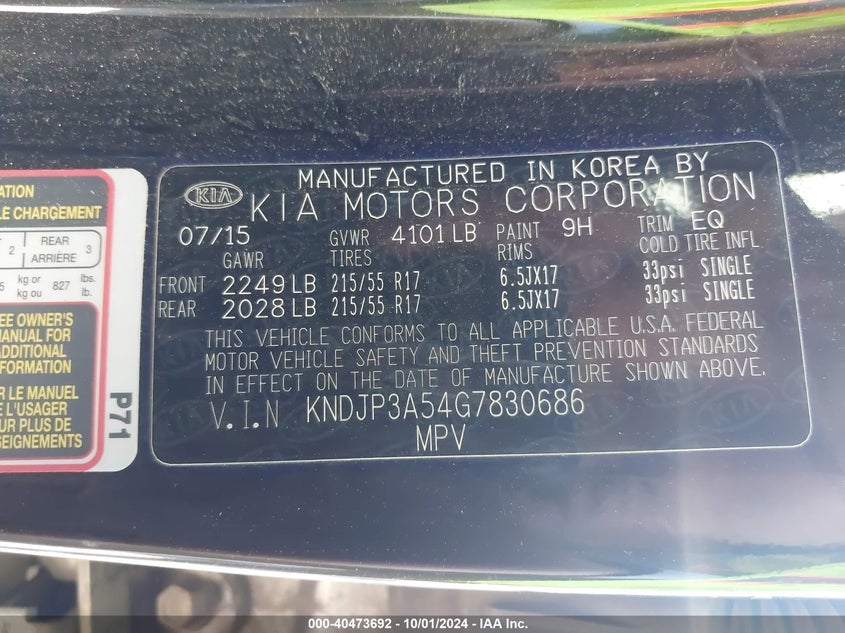 ATION
LE CHARGEMENT
2 REAR ARRIÈRE 3
5 kg or kg ou 827 lbs. lb.
EE OWNER'S
MANUAL FOR
ADDITIONAL
NFORMATION
R LE MANUEL
E L'USAGER
UR PLUS DE
SEIGNEMENTS
P71
KIA
MANUFACTURED IN KOREA BY
KIA MOTORS CORPORATION
07/15 GVWR 4101 LB PAINT 9H TRIM EQ
GAWR TIRES RIMS COLD TIRE INFL
FRONT 2249 LB 215/55 R17 6.5JX17 33psi SINGLE
REAR 2028 LB 215/55 R17 6.5JX17 33psi SINGLE
THIS VEHICLE CONFORMS TO ALL APPLICABLE U.S.A. FEDERAL
MOTOR VEHICLE SAFETY AND THEFT PREVENTION STANDARDS
IN EFFECT ON THE DATE OF MANUFACTURE SHOWN ABOVE.
V.I.N KNDJP3A54G7830686
MPV
000-40473692 - 10/01/2024 - IAA Inc.